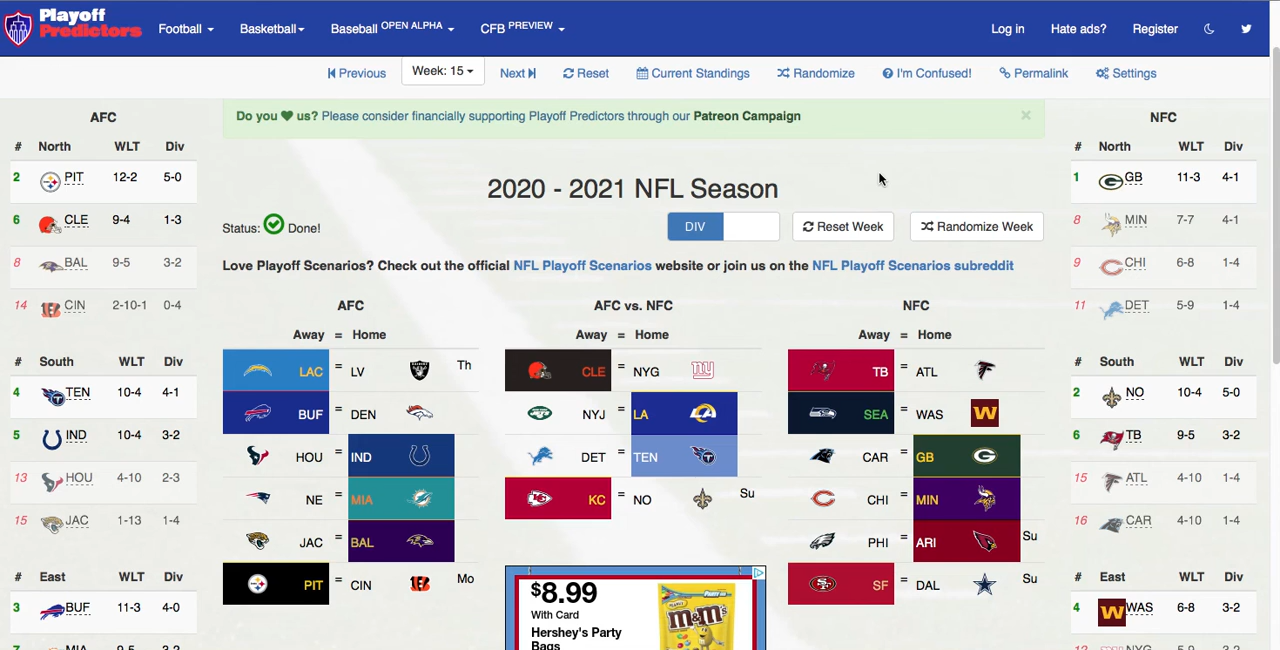 Playoff
Predictors
Football
Basketball
Baseball OPEN ALPHA
CFB PREVIEW
Log in
Hate ads?
Register
Previous
Week: 15
Next
Reset
Current Standings
Randomize
I'm Confused!
Permalink
Settings
Do you us? Please consider financially supporting Playoff Predictors through our Patreon Campaign
×
AFC
# North WLT Div
2 PIT 12-2 5-0
6 CLE 9-4 1-3
8 BAL 9-5 3-2
14 CIN 2-10-1 0-4
# South WLT Div
4 TEN 10-4 4-1
5 IND 10-4 3-2
13 HOU 4-10 2-3
15 JAC 1-13 1-4
# East WLT Div
3 BUF 11-3 4-0
2020 - 2021 NFL Season
Status: Done!
DIV
Reset Week
Randomize Week
Love Playoff Scenarios? Check out the official NFL Playoff Scenarios website or join us on the NFL Playoff Scenarios subreddit
AFC
Away = Home
LAC = LV Th
BUF = DEN
HOU = IND
NE = MIA
JAC = BAL
PIT = CIN Mo
AFC vs. NFC
Away = Home
CLE = NYG
NYJ = LA
DET = TEN
KC = NO Su
$8.99
With Card
Hershey's Party
Bags
m&m's
NFC
Away = Home
TB = ATL
SEA = WAS
CAR = GB
CHI = MIN
PHI = ARI Su
SF = DAL Su
NFC
# North WLT Div
1 GB 11-3 4-1
8 MIN 7-7 4-1
9 CHI 6-8 1-4
11 DET 5-9 1-4
# South WLT Div
2 NO 10-4 5-0
6 TB 9-5 3-2
15 ATL 4-10 1-4
16 CAR 4-10 1-4
# East WLT Div
4 WAS 6-8 3-2